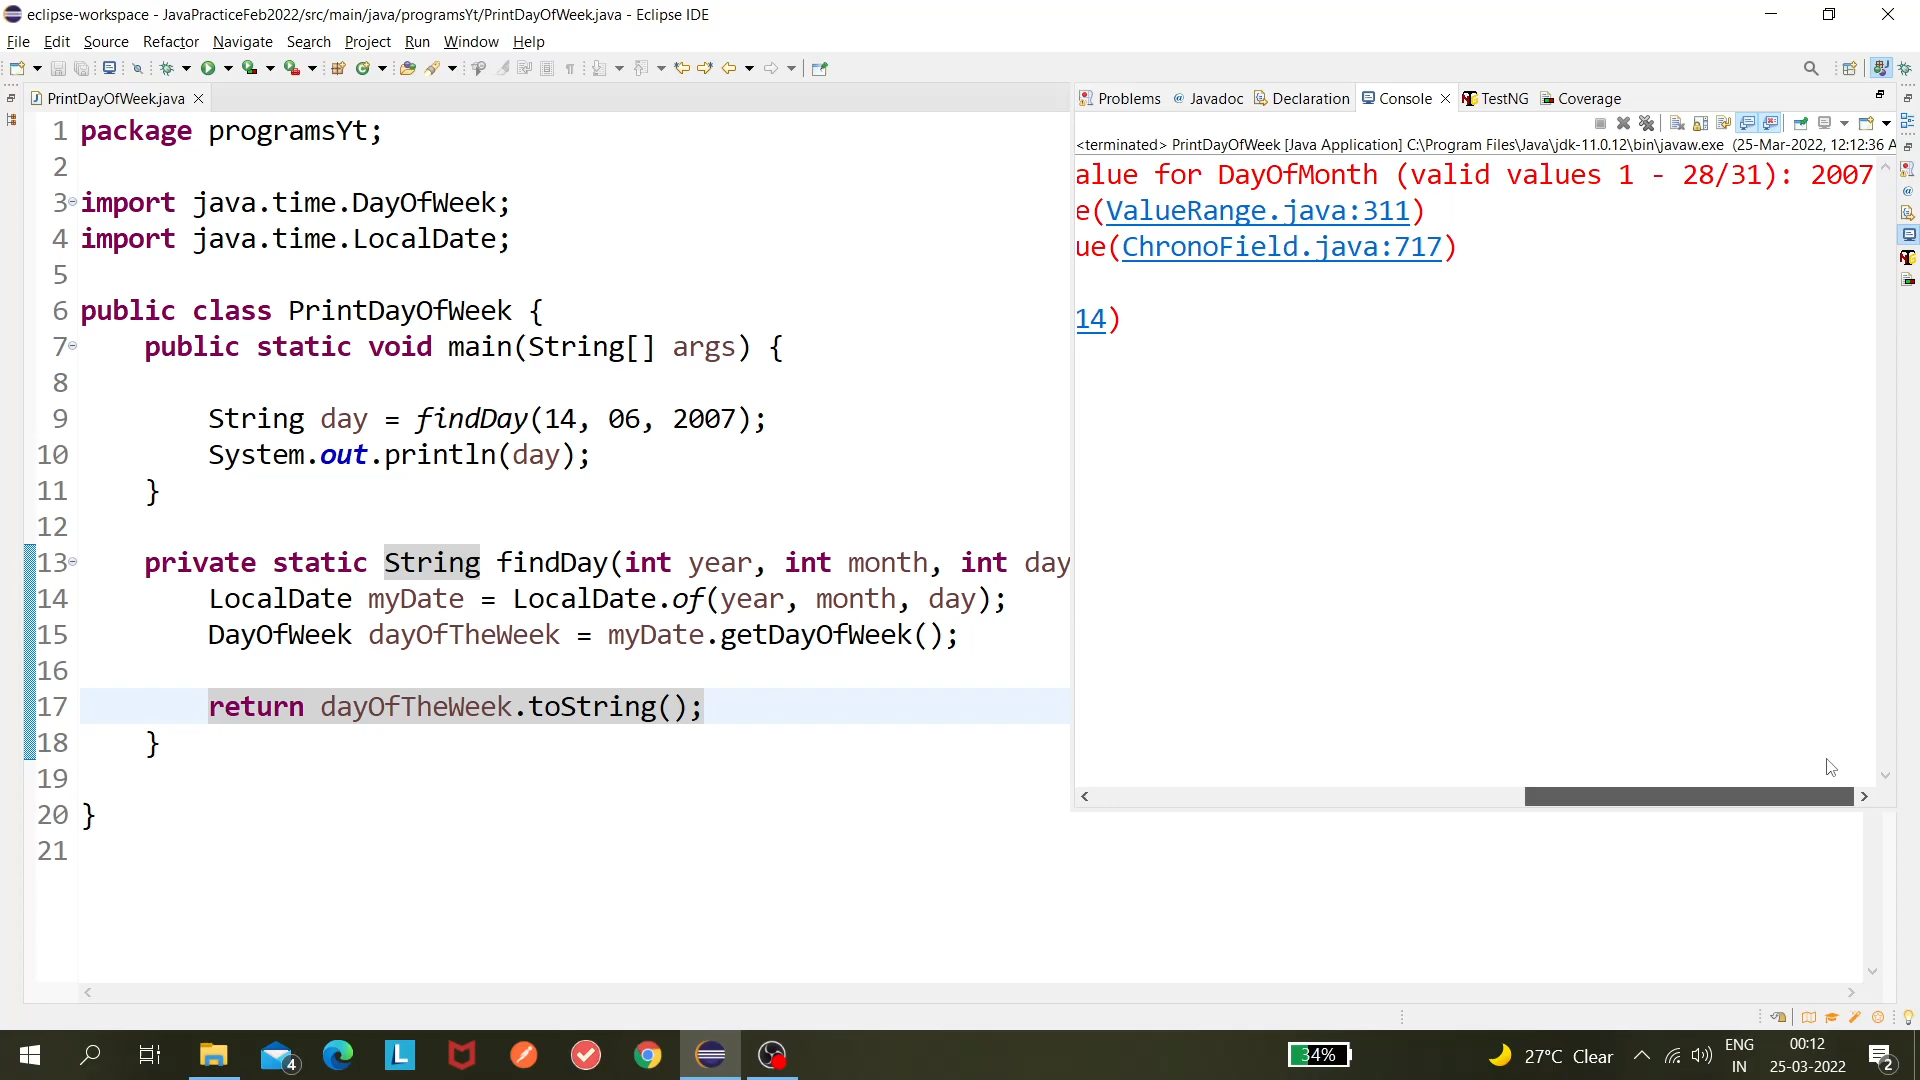 eclipse-workspace - JavaPracticeFeb2022/src/main/java/programsYt/PrintDayOfWeek.java - Eclipse IDE
File Edit Source Refactor Navigate Search Project Run Window Help
PrintDayOfWeek.java
1 package programsYt;
2
3 import java.time.DayOfWeek;
4 import java.time.LocalDate;
5
6 public class PrintDayOfWeek {
7 public static void main(String[] args) {
8
9 String day = findDay(14, 06, 2007);
10 System.out.println(day);
11 }
12
13 private static String findDay(int year, int month, int day
14 LocalDate myDate = LocalDate.of(year, month, day);
15 DayOfWeek dayOfTheWeek = myDate.getDayOfWeek();
16
17 return dayOfTheWeek.toString();
18 }
19
20 }
21
Problems Javadoc Declaration Console TestNG Coverage
<terminated> PrintDayOfWeek [Java Application] C:\Program Files\Java\jdk-11.0.12\bin\javaw.exe (25-Mar-2022, 12:12:36 A
alue for DayOfMonth (valid values 1 - 28/31): 2007
e(ValueRange.java:311)
ue(ChronoField.java:717)
14)
4
L
34%
27°C Clear
ENG
IN
00:12
25-03-2022
2